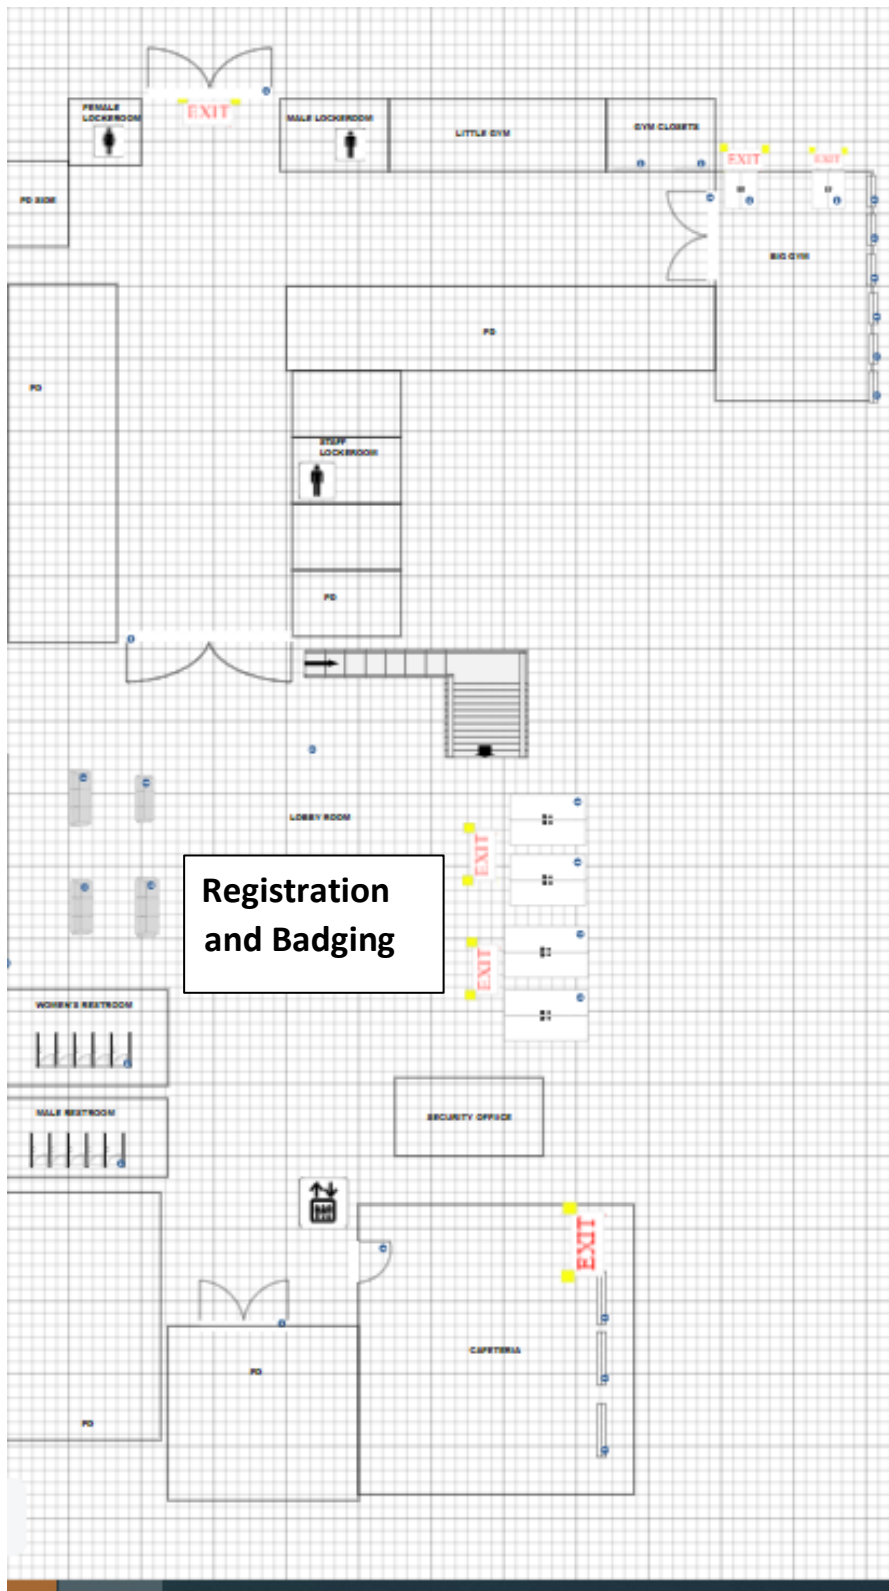 FEMALE
LOCKEROOM
EXIT
MALE LOCKEROOM
LITTLE GYM
GYM CLOSETS
EXIT
EXIT
PD SIDE
BIG GYM
PD
PD
STAFF
LOCKEROOM
PD
LOBBY ROOM
EXIT
Registration
and Badging
EXIT
WOMEN'S RESTROOM
MALE RESTROOM
SECURITY OFFICE
EXIT
CAFETERIA
PD
PD